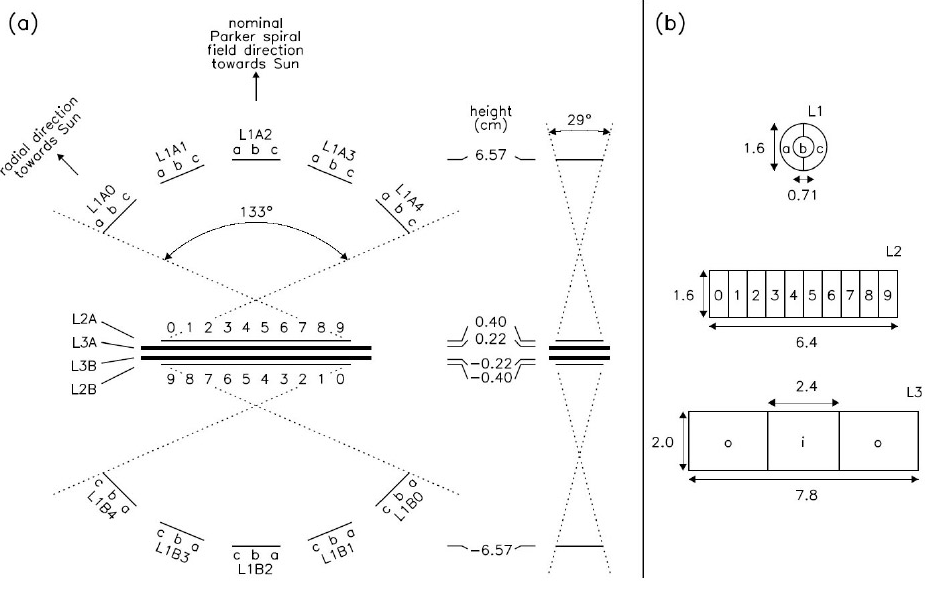 (a)
nominal
Parker spiral
field direction
towards Sun
radial direction
towards Sun
L1A0
a b c
L1A1
a b c
L1A2
a b c
L1A3
a b c
L1A4
a b c
133°
height
(cm)
6.57
29°
L2A
L3A
L3B
L2B
0 1 2 3 4 5 6 7 8 9
9 8 7 6 5 4 3 2 1 0
0.40
0.22
-0.22
-0.40
c b a
L1B4
c b a
L1B3
c b a
L1B2
c b a
L1B1
c b a
L1B0
-6.57
(b)
L1
1.6
a b c
0.71
L2
1.6
0 1 2 3 4 5 6 7 8 9
6.4
2.4
L3
2.0
o i o
7.8